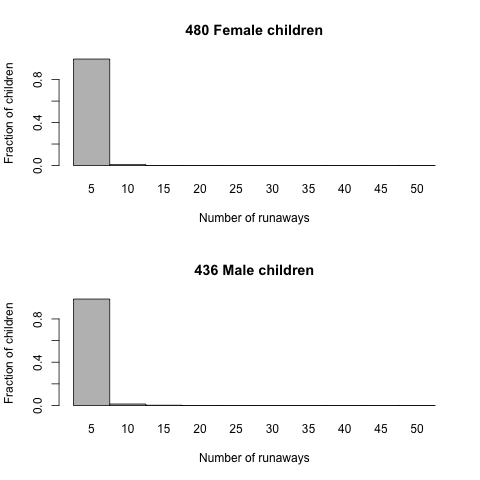 480 Female children
Fraction of children
0.0 0.4 0.8
5 10 15 20 25 30 35 40 45 50
Number of runaways
436 Male children
Fraction of children
0.0 0.4 0.8
5 10 15 20 25 30 35 40 45 50
Number of runaways